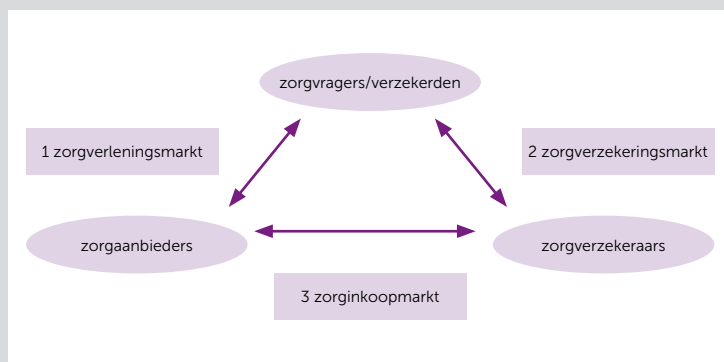 zorgvragers/verzekerden
1 zorgverleningsmarkt
2 zorgverzekeringsmarkt
zorgaanbieders
zorgverzekeraars
3 zorginkoopmarkt